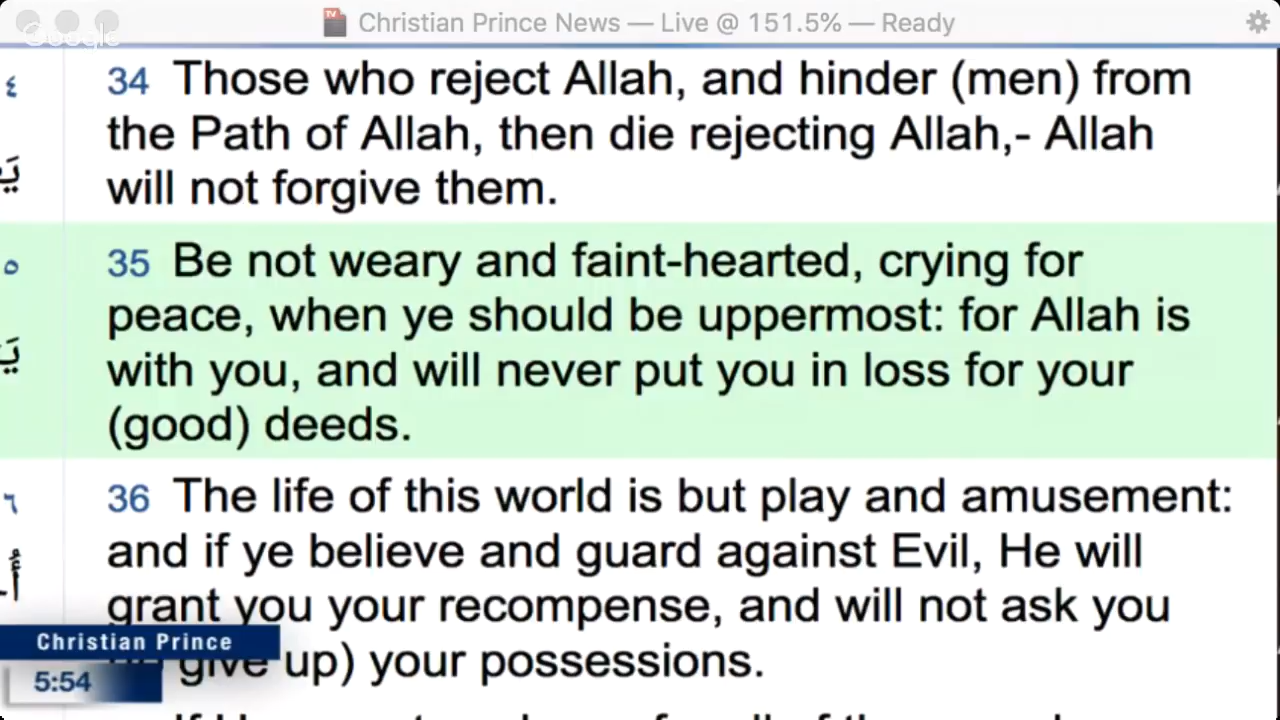 Christian Prince News — Live @ 151.5% — Ready
Google
٤
34 Those who reject Allah, and hinder (men) from
the Path of Allah, then die rejecting Allah,- Allah
will not forgive them.
٥
35 Be not weary and faint-hearted, crying for
peace, when ye should be uppermost: for Allah is
with you, and will never put you in loss for your
(good) deeds.
٦
36 The life of this world is but play and amusement:
and if ye believe and guard against Evil, He will
grant you your recompense, and will not ask you
give up) your possessions.
Christian Prince
5:54